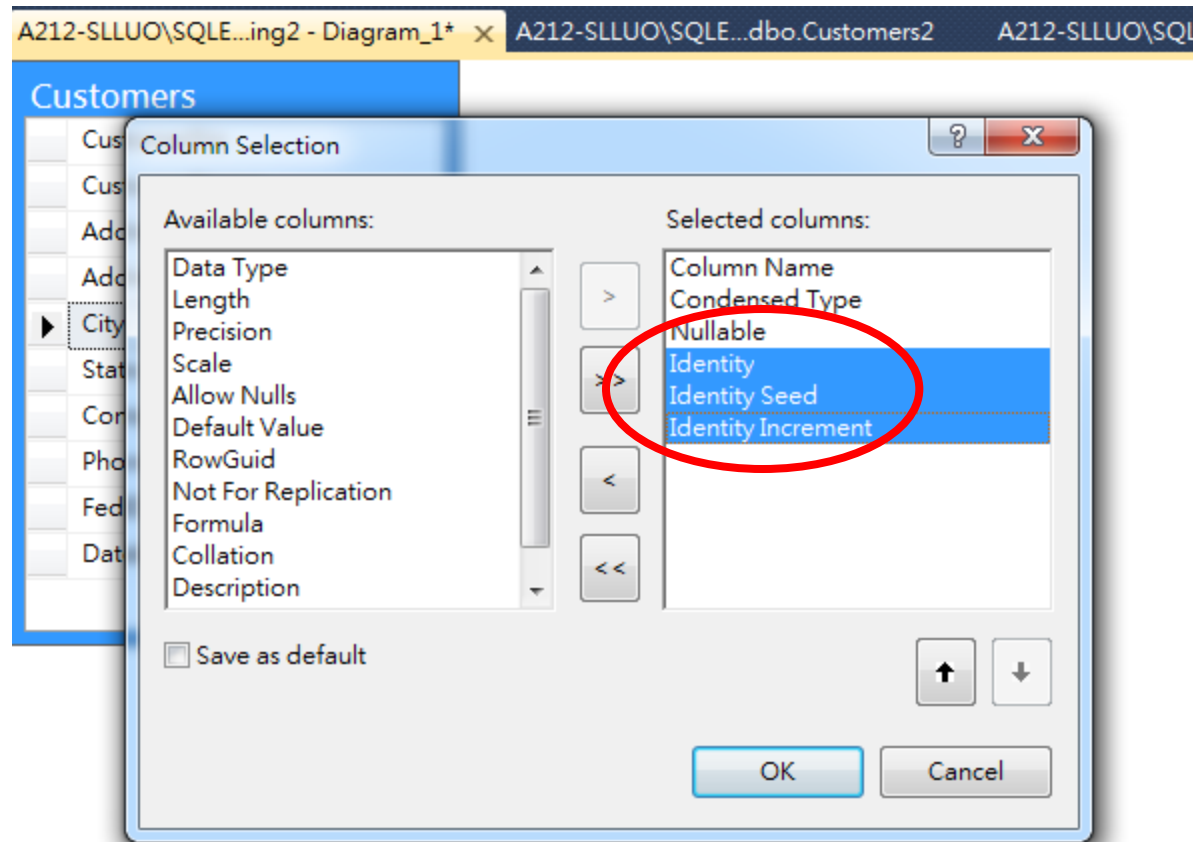 A212-SLLUO\SQLE...ing2 - Diagram_1* × A212-SLLUO\SQLE...dbo.Customers2 A212-SLLUO\SQL
Customers
Cus
Cus
Add
Add
City
Stat
Con
Pho
Fed
Dat
Column Selection
Available columns:
Data Type
Length
Precision
Scale
Allow Nulls
Default Value
RowGuid
Not For Replication
Formula
Collation
Description
>
>>
<
<<
Selected columns:
Column Name
Condensed Type
Nullable
Identity
Identity Seed
Identity Increment
Save as default
OK Cancel